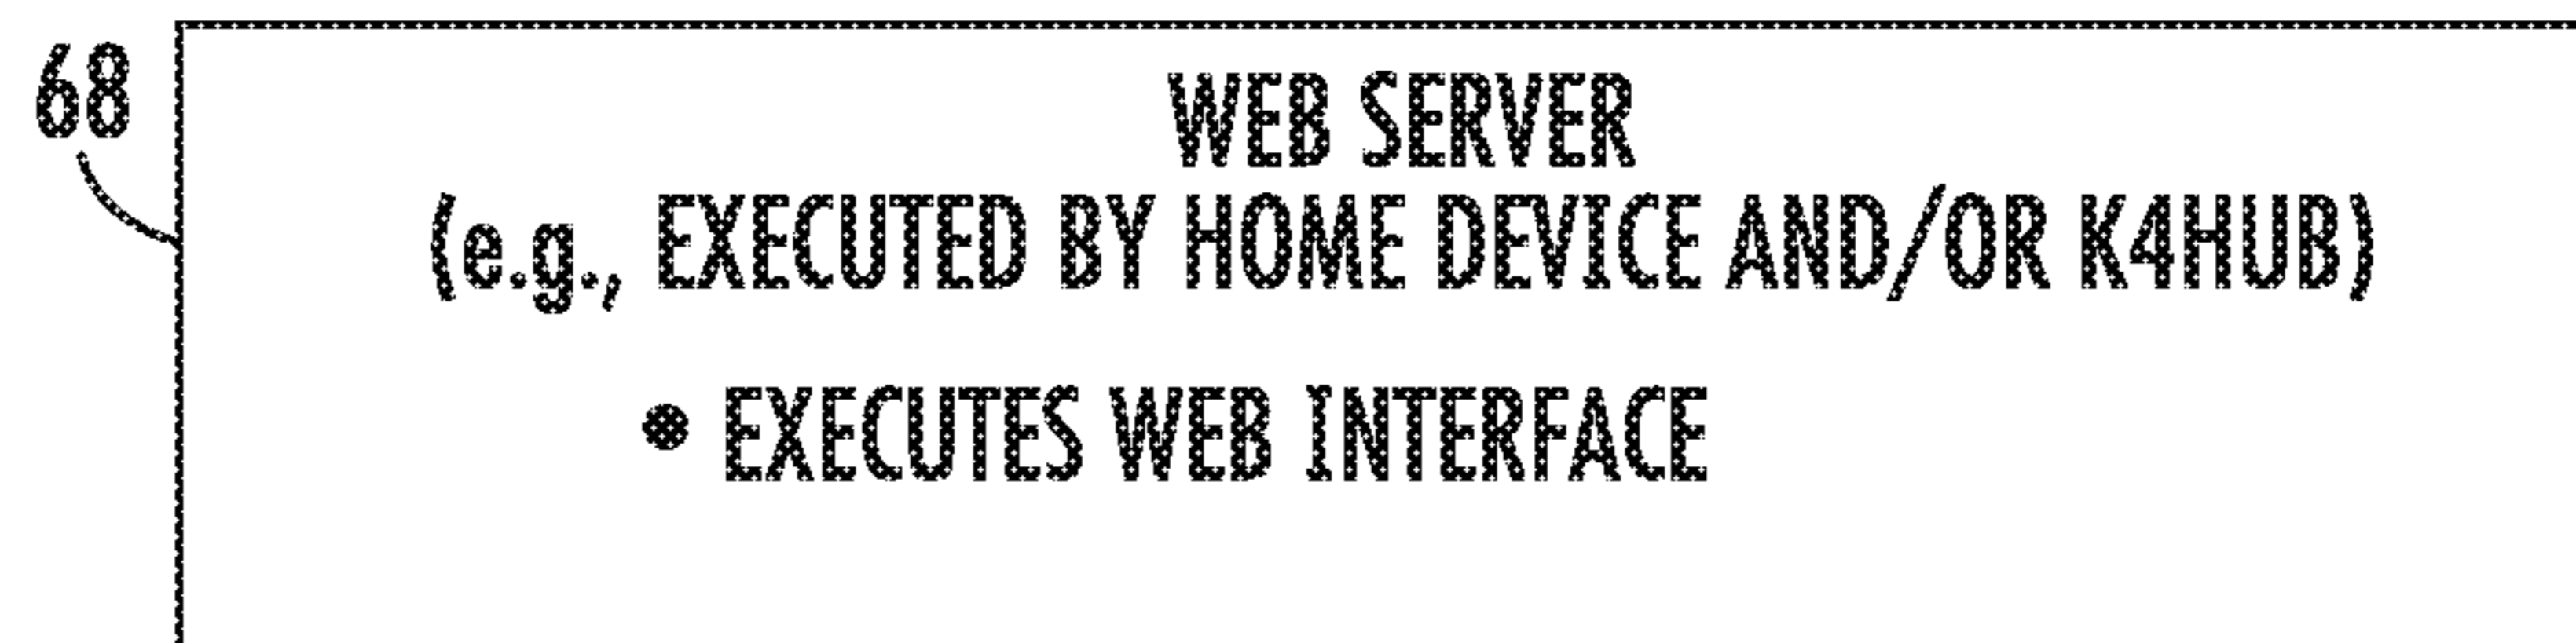 68
WEB SERVER
(e.g., EXECUTED BY HOME DEVICE AND/OR K4HUB)
• EXECUTES WEB INTERFACE